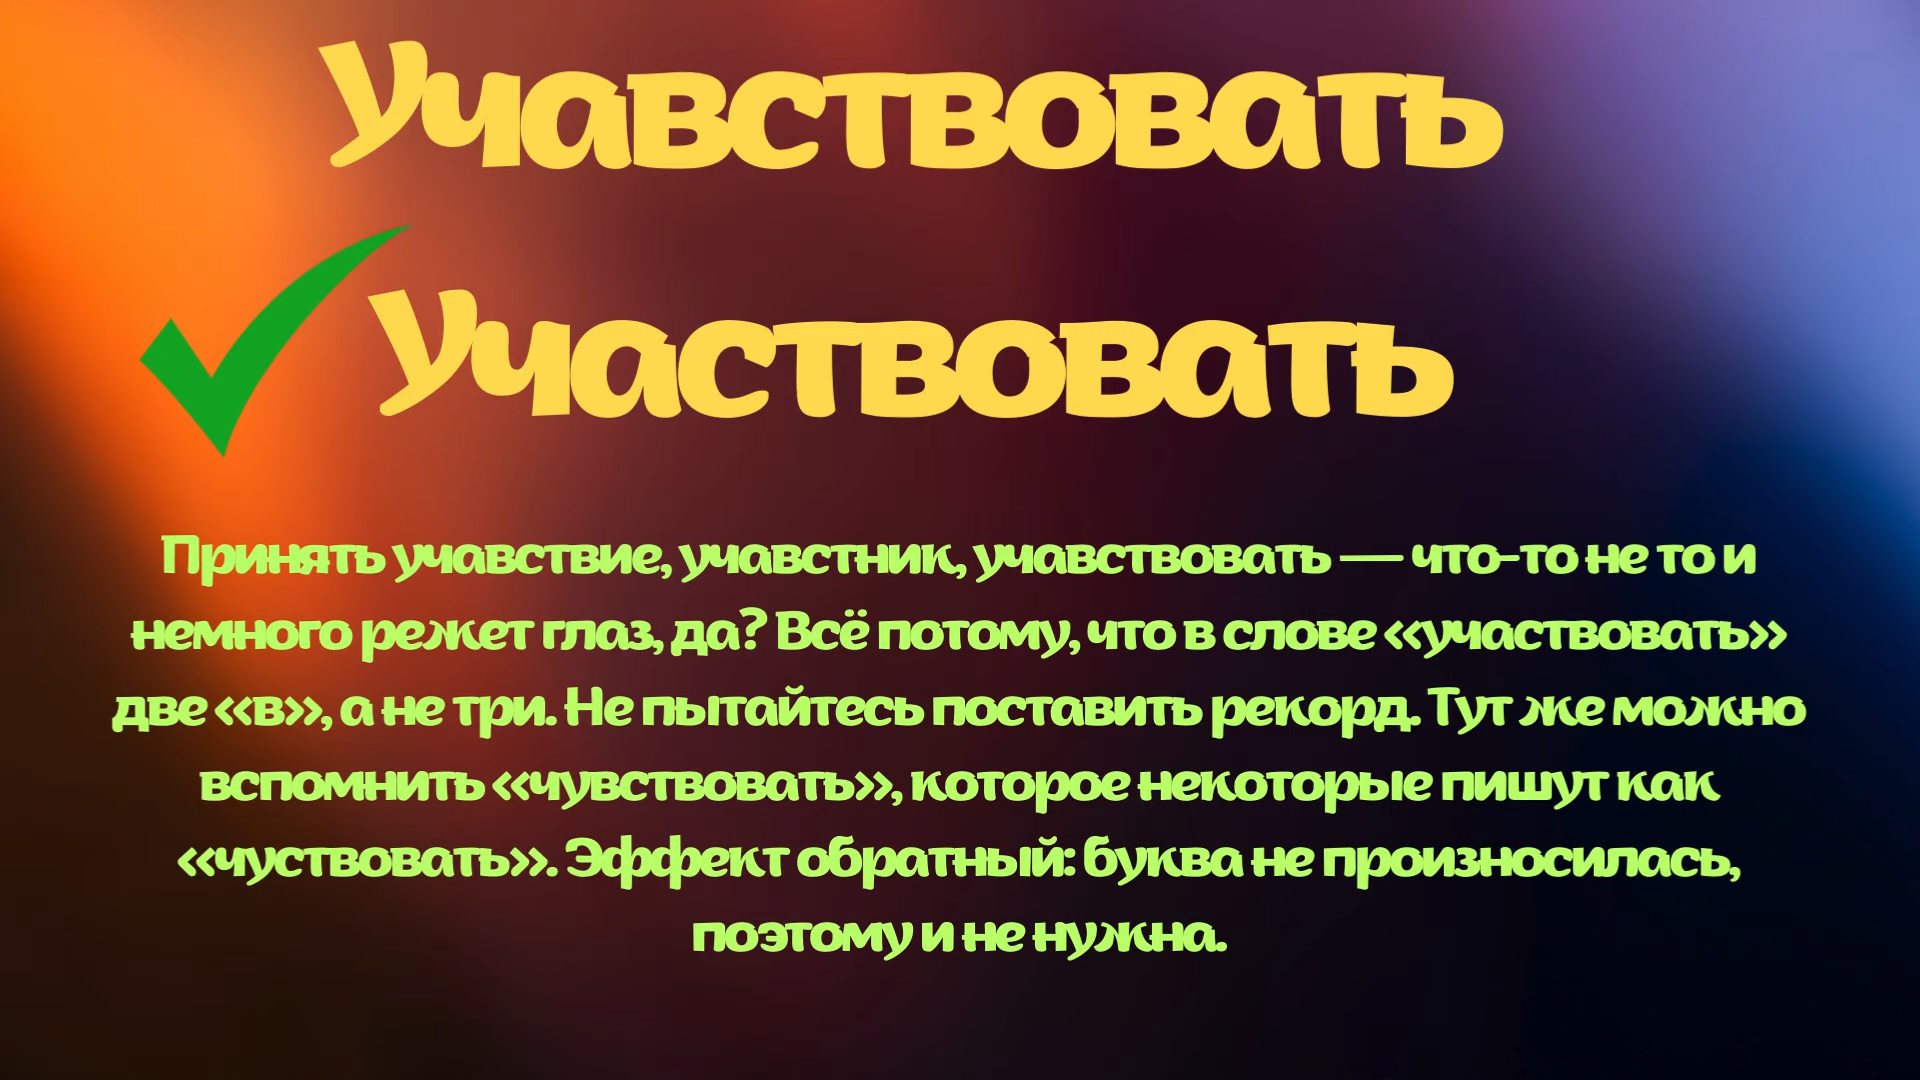 Учавствовать
Участвовать
Принять учавствие, учавстник, учавствовать — что-то не то и
немного режет глаз, да? Всё потому, что в слове «участвовать»
две «в», а не три. Не пытайтесь поставить рекорд. Тут же можно
вспомнить «чувствовать», которое некоторые пишут как
«чуствовать». Эффект обратный: буква не произносилась,
поэтому и не нужна.